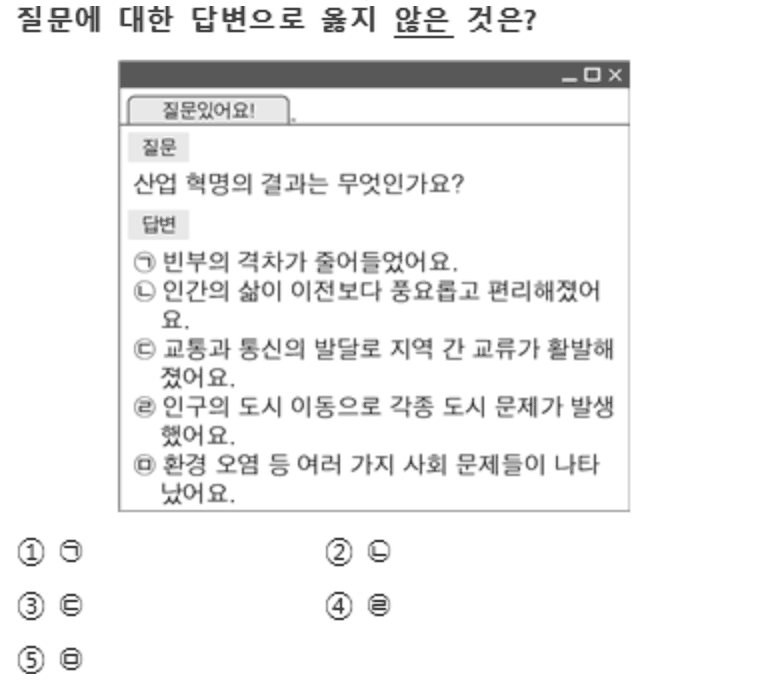 질문에 대한 답변으로 옳지 않은 것은?
질문있어요!
질문
산업 혁명의 결과는 무엇인가요?
답변
㉠ 빈부의 격차가 줄어들었어요.
㉡ 인간의 삶이 이전보다 풍요롭고 편리해졌어
요.
㉢ 교통과 통신의 발달로 지역 간 교류가 활발해
졌어요.
㉣ 인구의 도시 이동으로 각종 도시 문제가 발생
했어요.
㉤ 환경 오염 등 여러 가지 사회 문제들이 나타
났어요.
① ㉠ ② ㉡
③ ㉢ ④ ㉣
⑤ ㉤